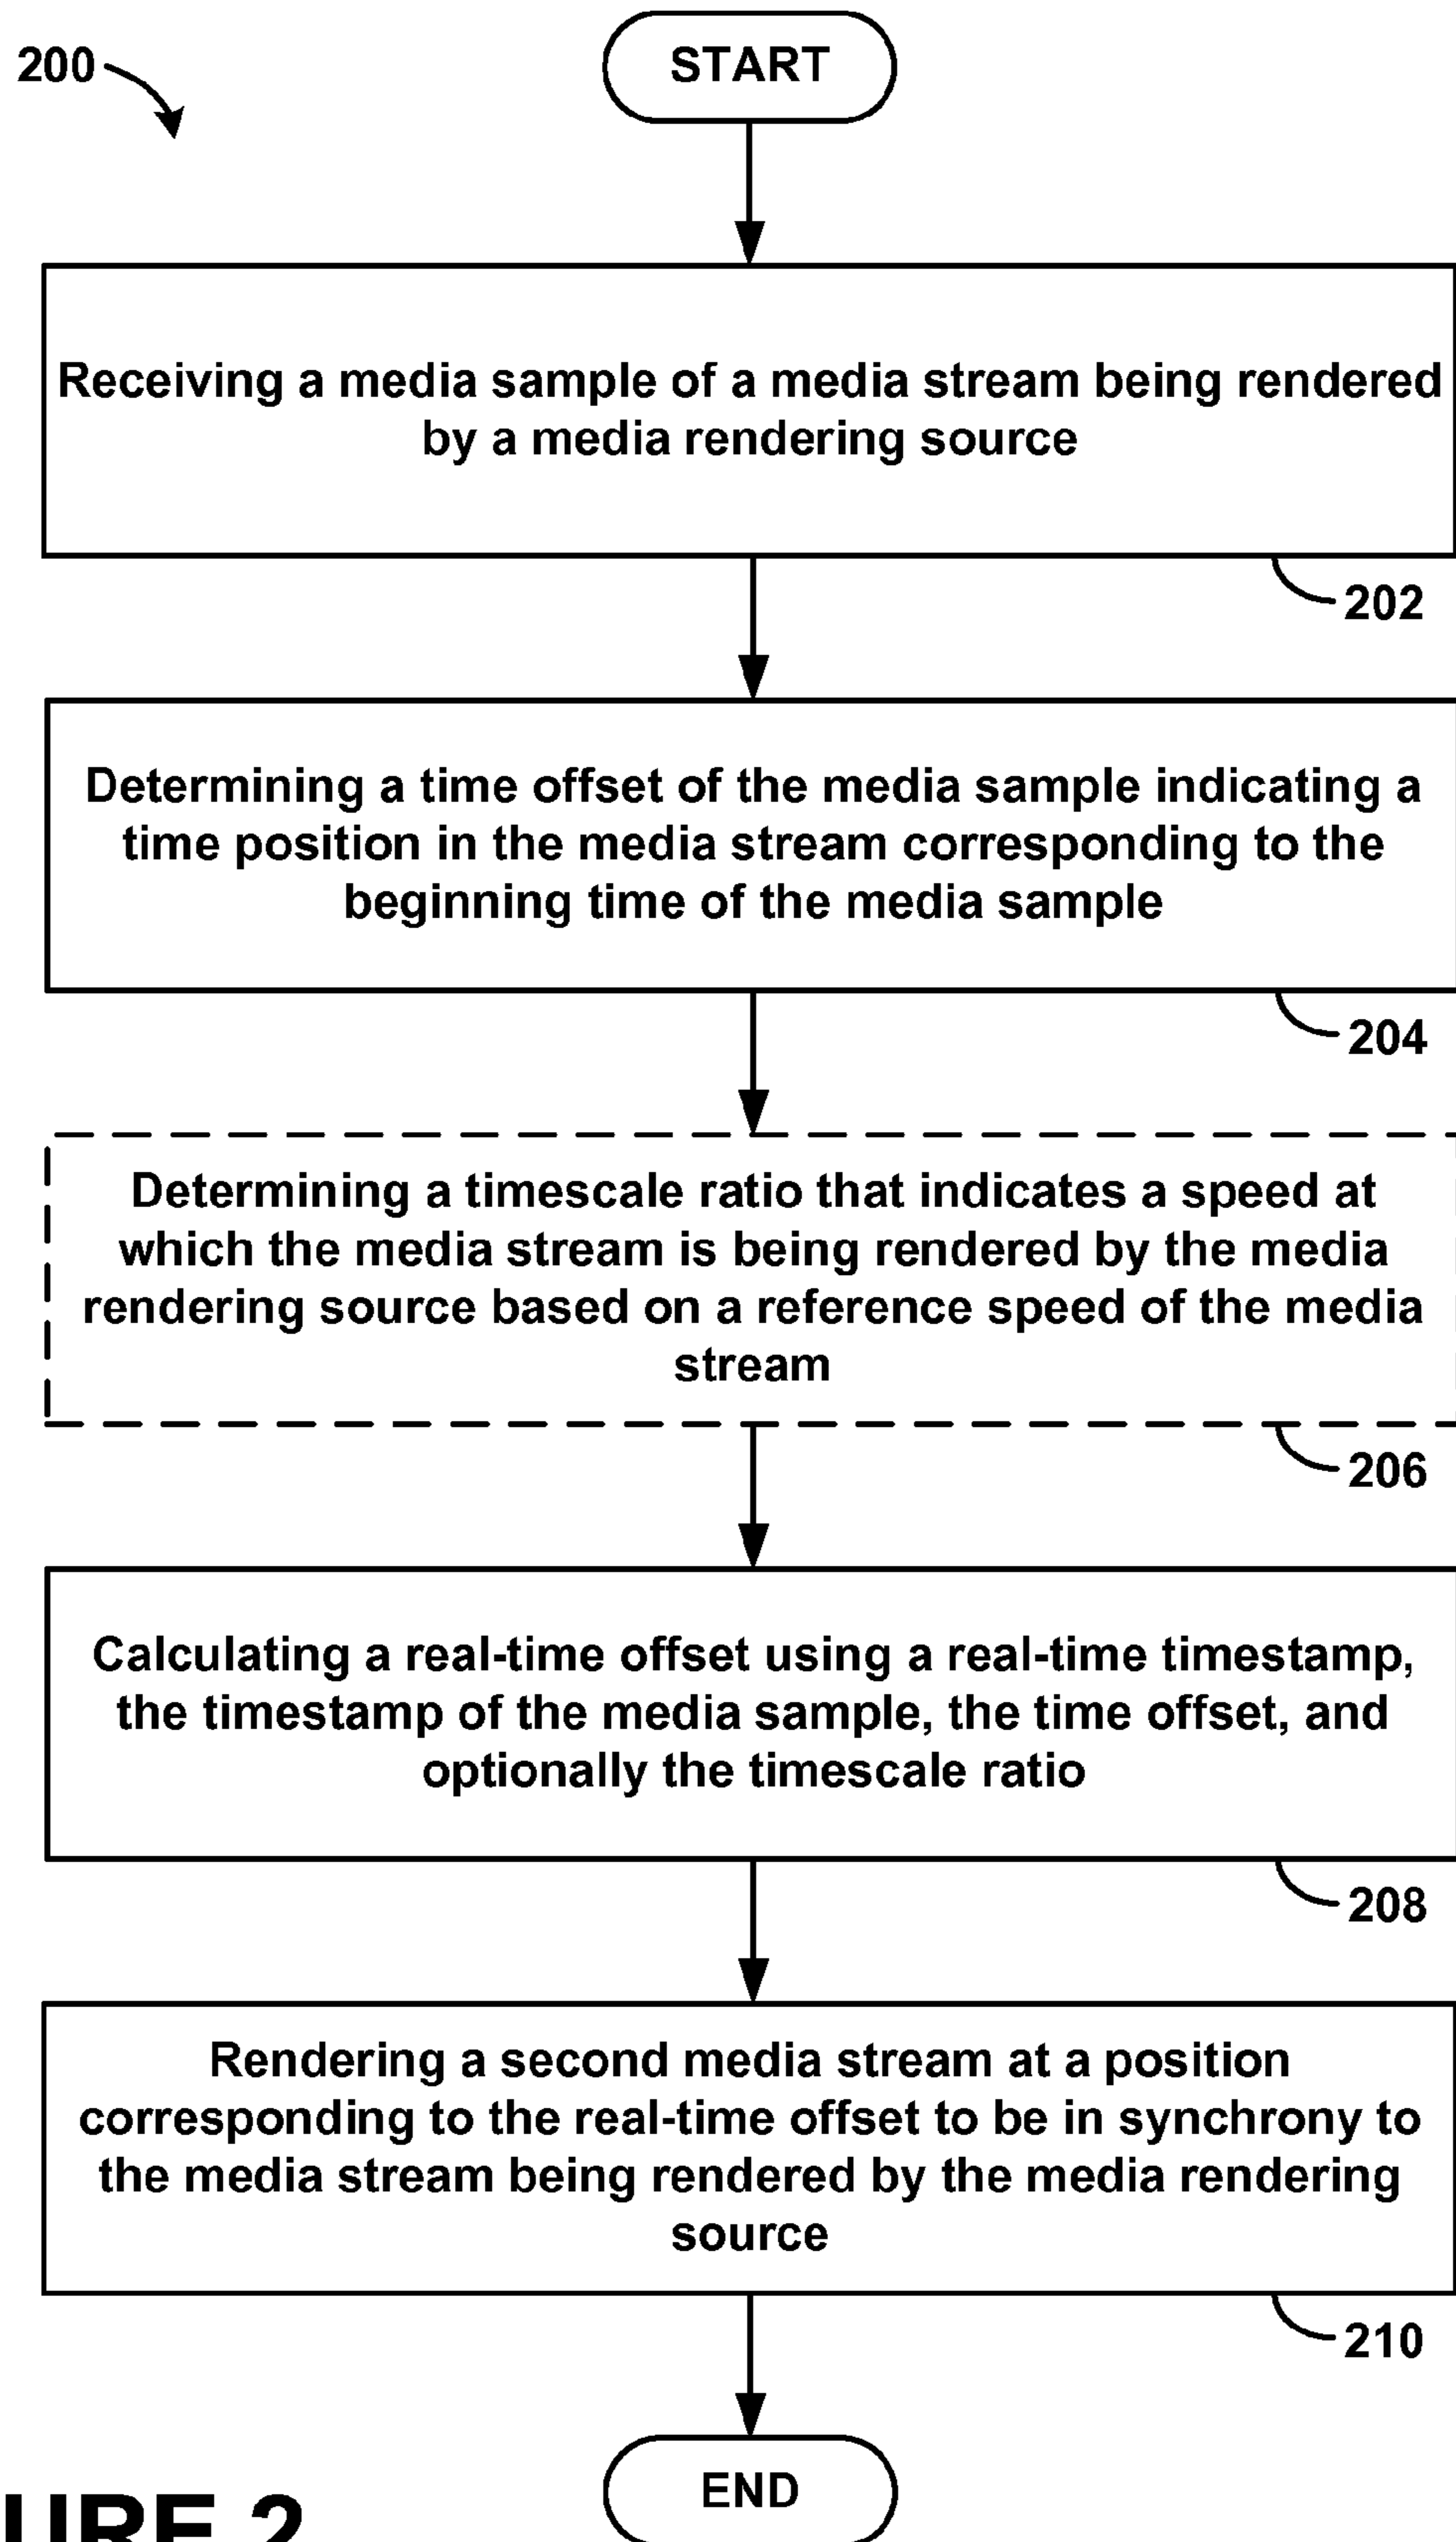 200
START
Receiving a media sample of a media stream being rendered
by a media rendering source
202
Determining a time offset of the media sample indicating a
time position in the media stream corresponding to the
beginning time of the media sample
204
Determining a timescale ratio that indicates a speed at
which the media stream is being rendered by the media
rendering source based on a reference speed of the media
stream
206
Calculating a real-time offset using a real-time timestamp,
the timestamp of the media sample, the time offset, and
optionally the timescale ratio
208
Rendering a second media stream at a position
corresponding to the real-time offset to be in synchrony to
the media stream being rendered by the media rendering
source
210
END
URE 2